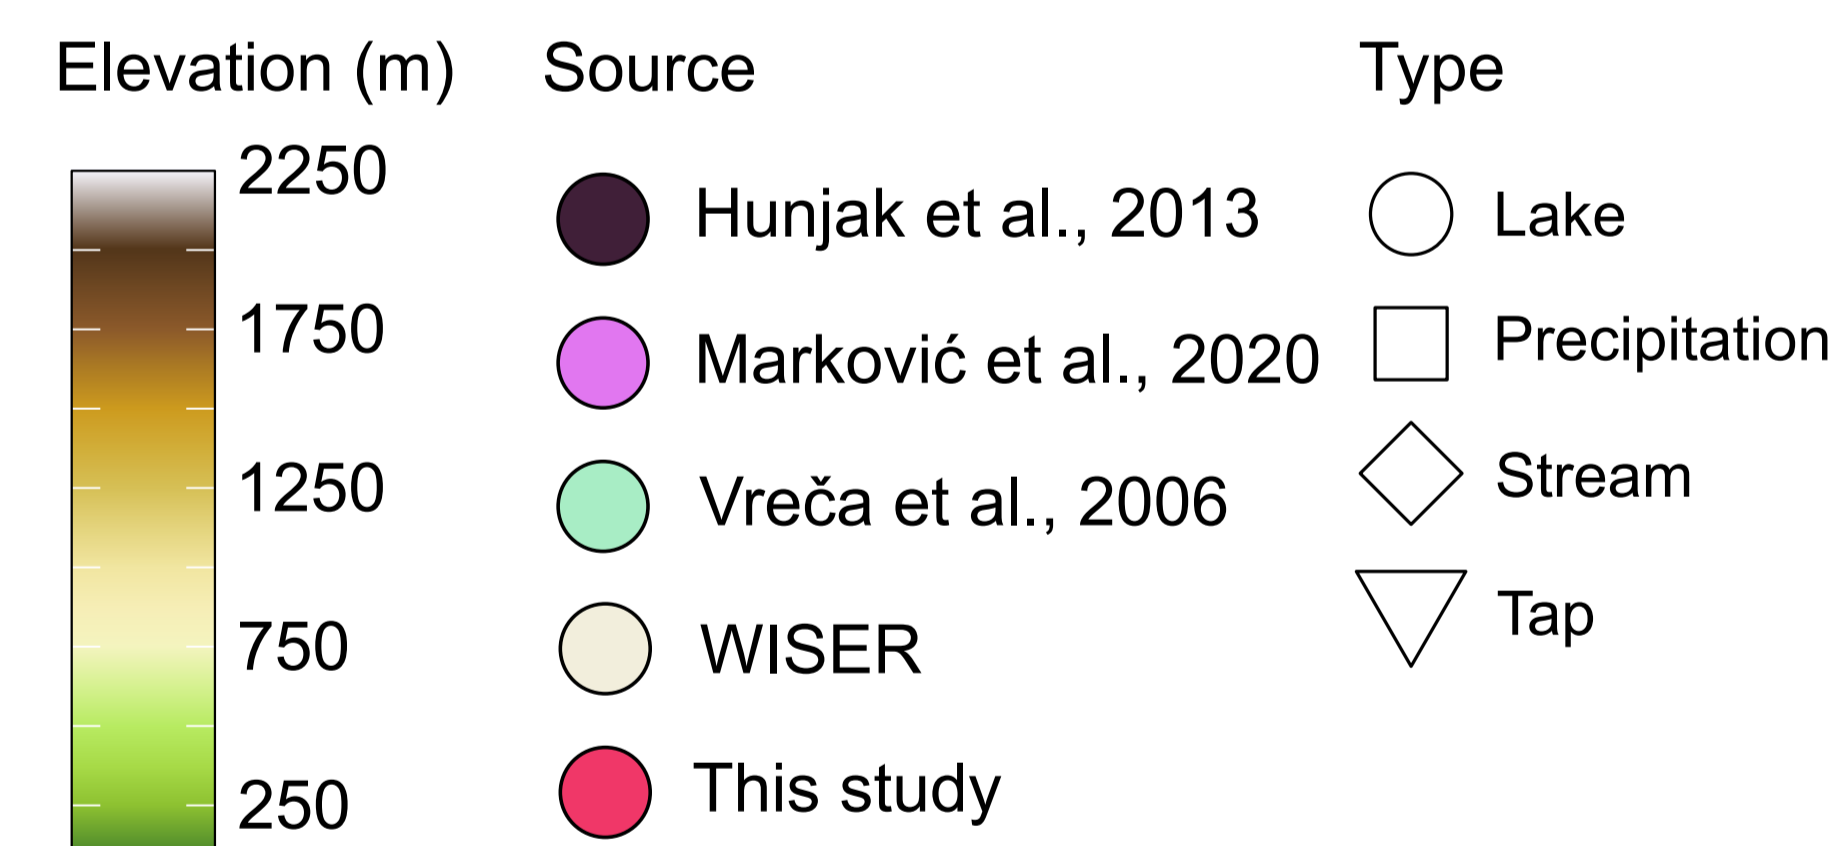 Elevation (m)
2250
1750
1250
750
250
Source
Hunjak et al., 2013
Marković et al., 2020
Vreča et al., 2006
WISER
This study
Type
Lake
Precipitation
Stream
Tap